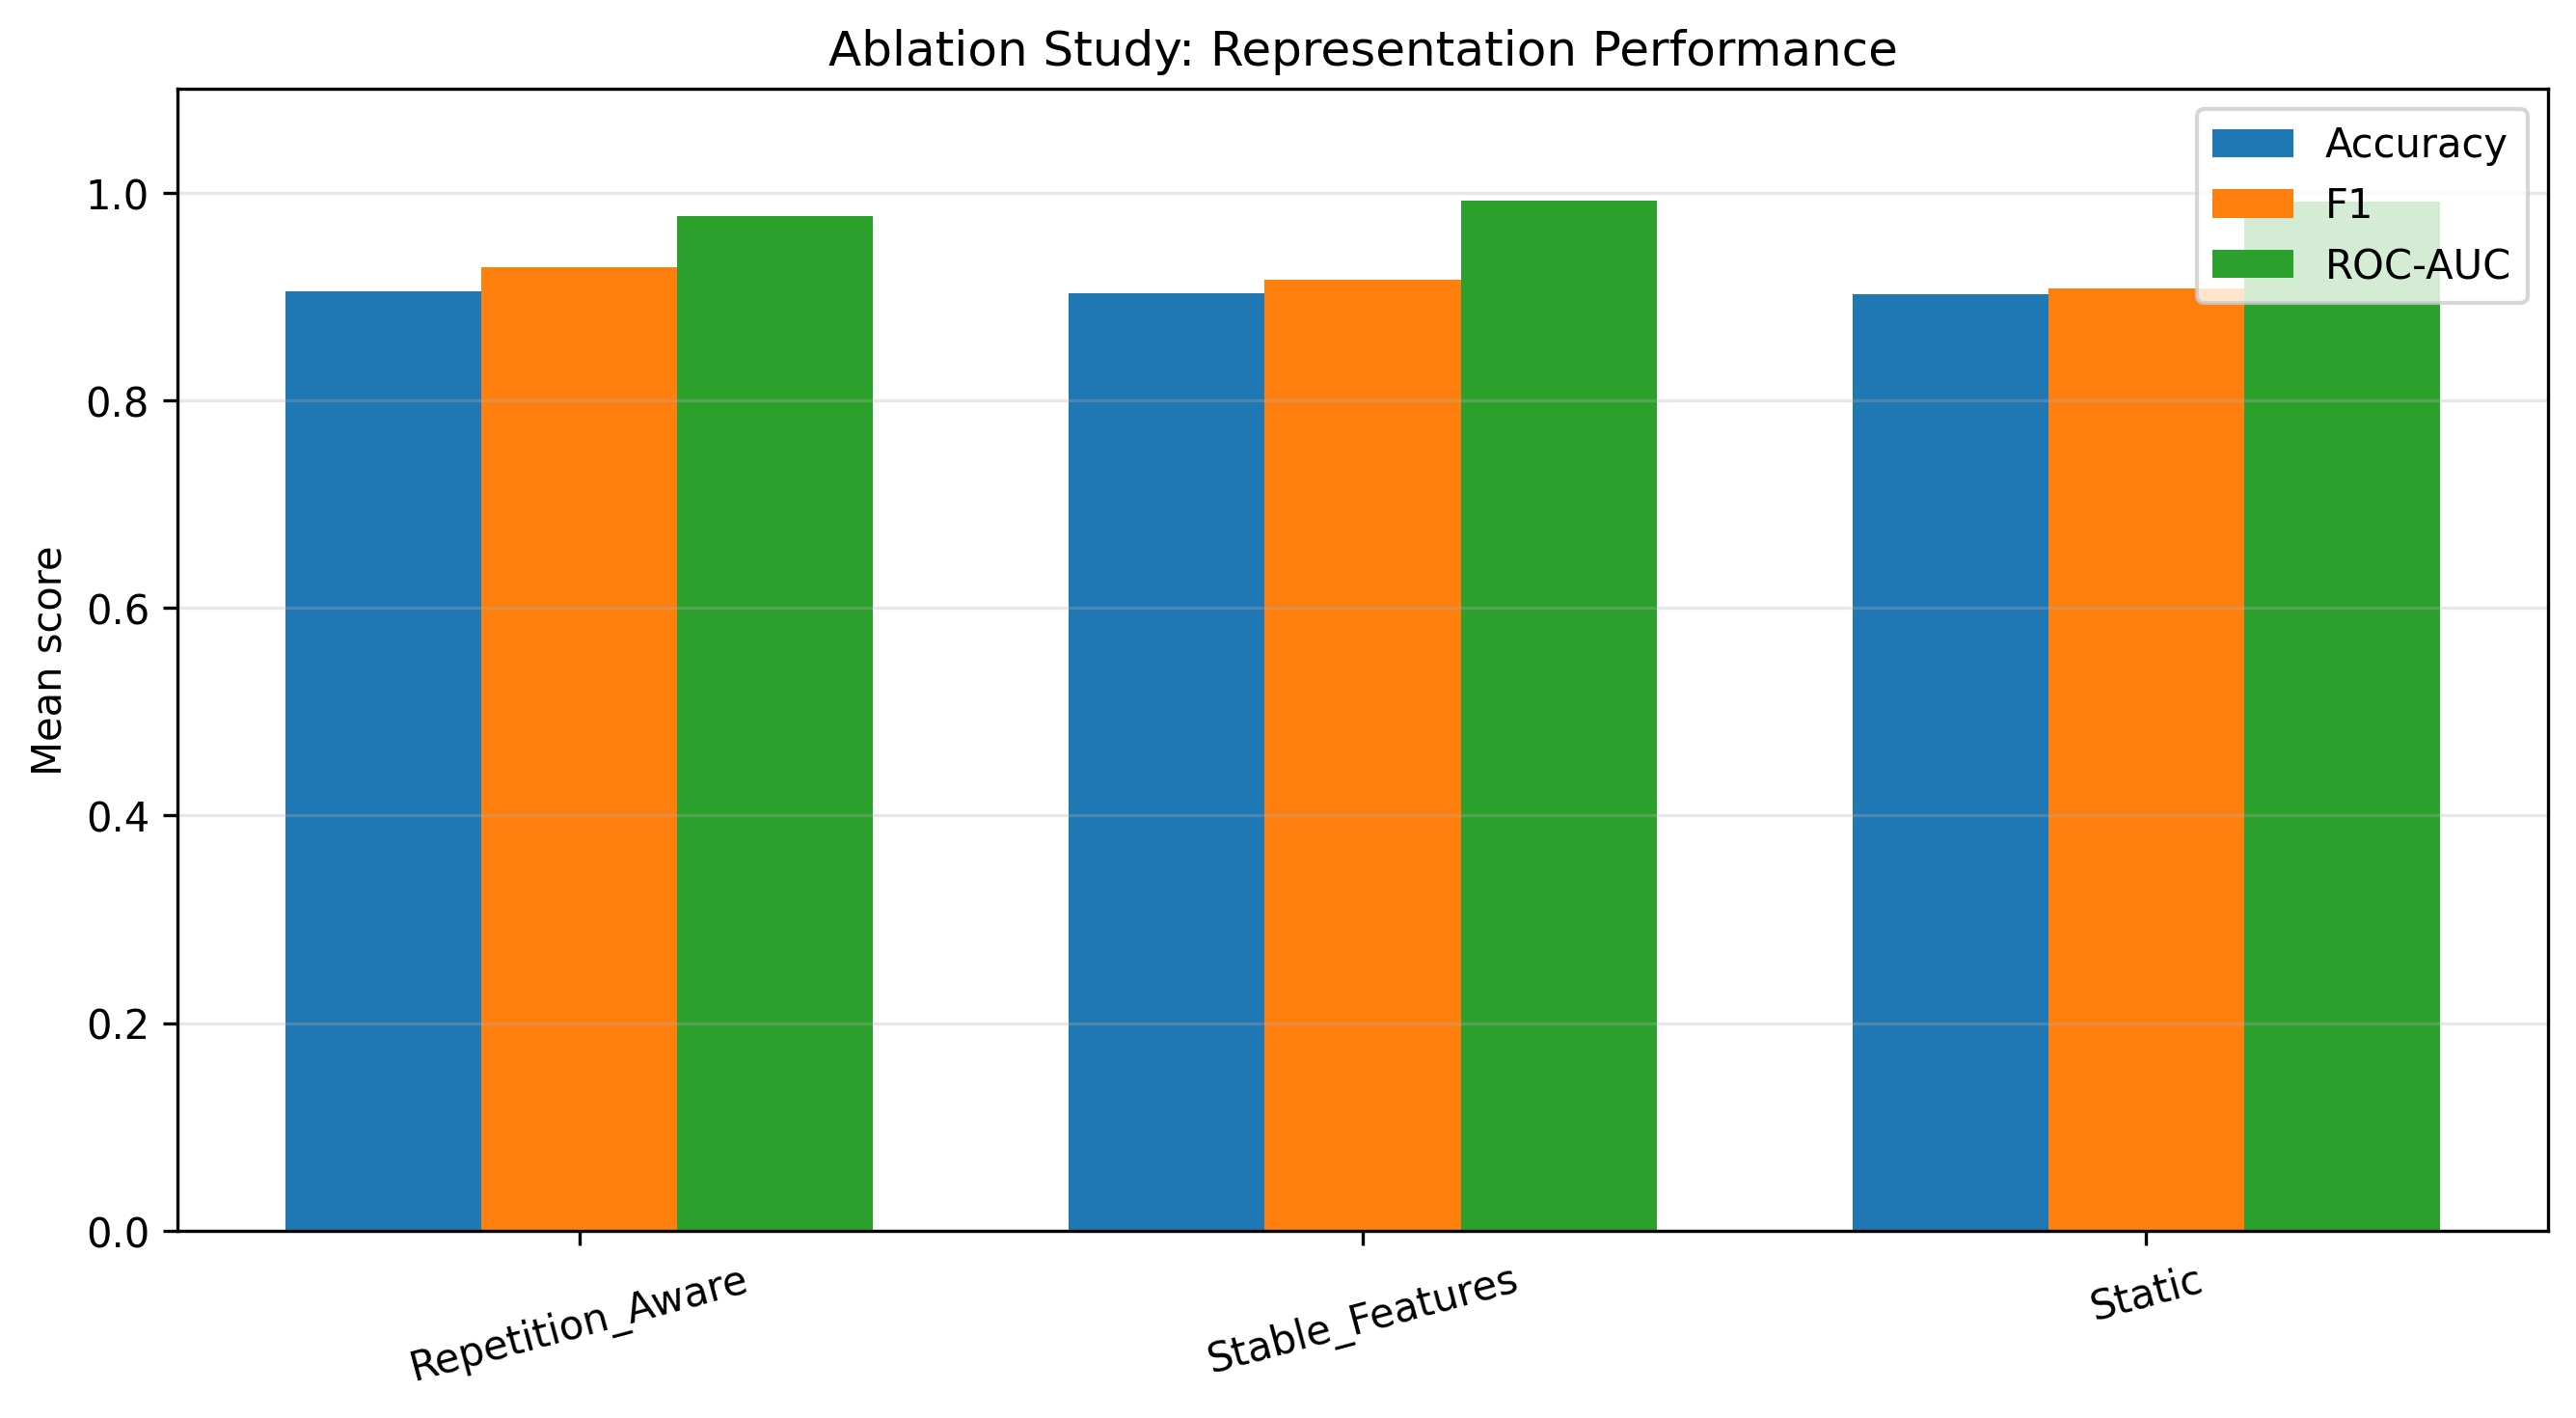 Ablation Study: Representation Performance
Accuracy
F1
ROC-AUC
Mean score
1.0
0.8
0.6
0.4
0.2
0.0
Repetition_Aware
Stable_Features
Static